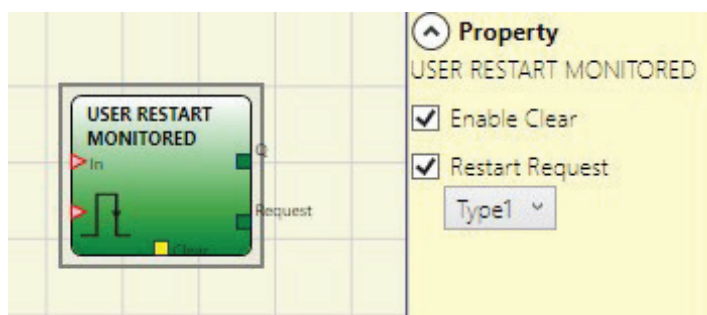 USER RESTART
MONITORED
In
Q
Request
Clear
Property
USER RESTART MONITORED
Enable Clear
Restart Request
Type1